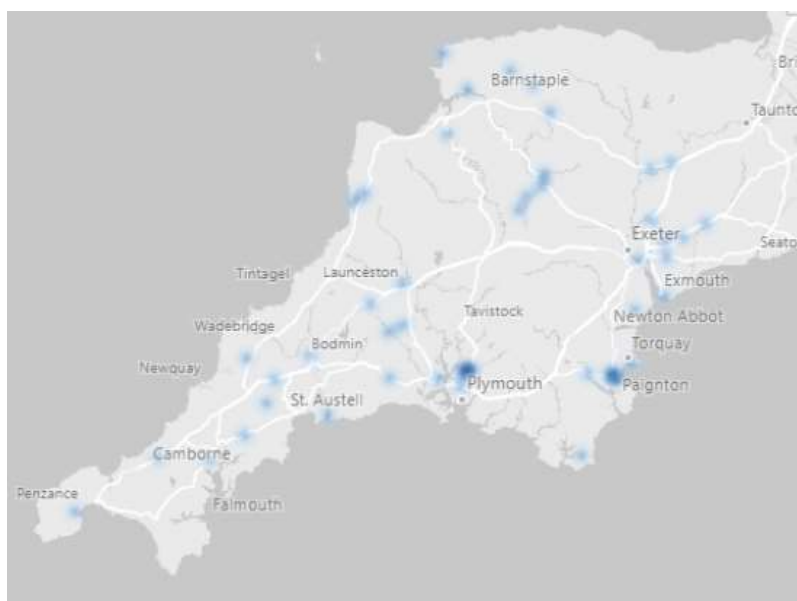 Barnstaple
Bri
Taunto
Exeter
Seato
Tintagel
Launceston
Exmouth
Tavistock
Newton Abbot
Wadebridge
Bodmin
Torquay
Newquay
Plymouth
Paignton
St. Austell
Camborne
Penzance
Falmouth